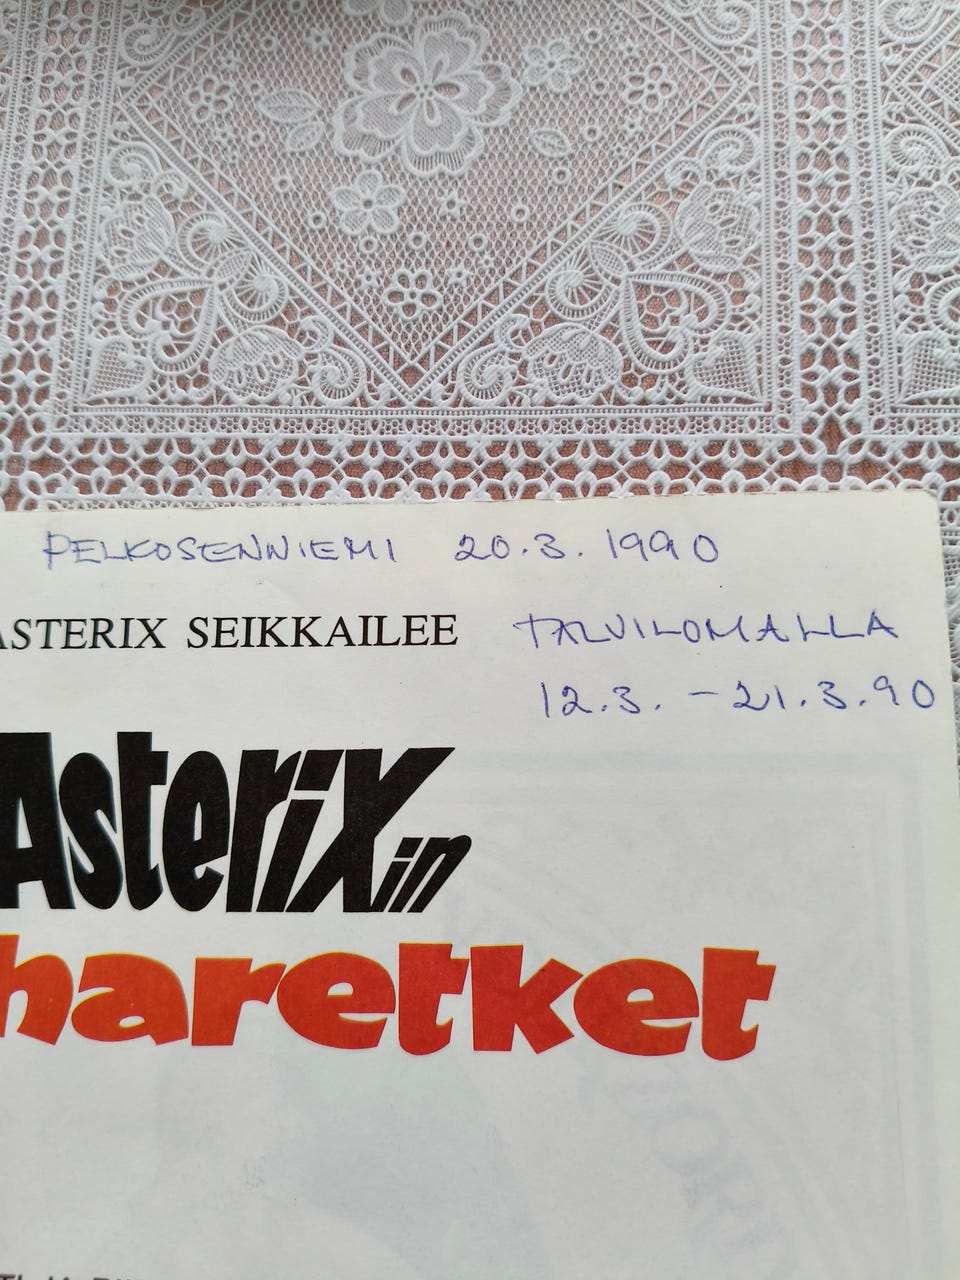 PELKOSENNIEMI 20.3.1990
ASTERIX SEIKKAILEE TALVILOMALLA
12.3. - 21.3.90
Asterixin
haretket